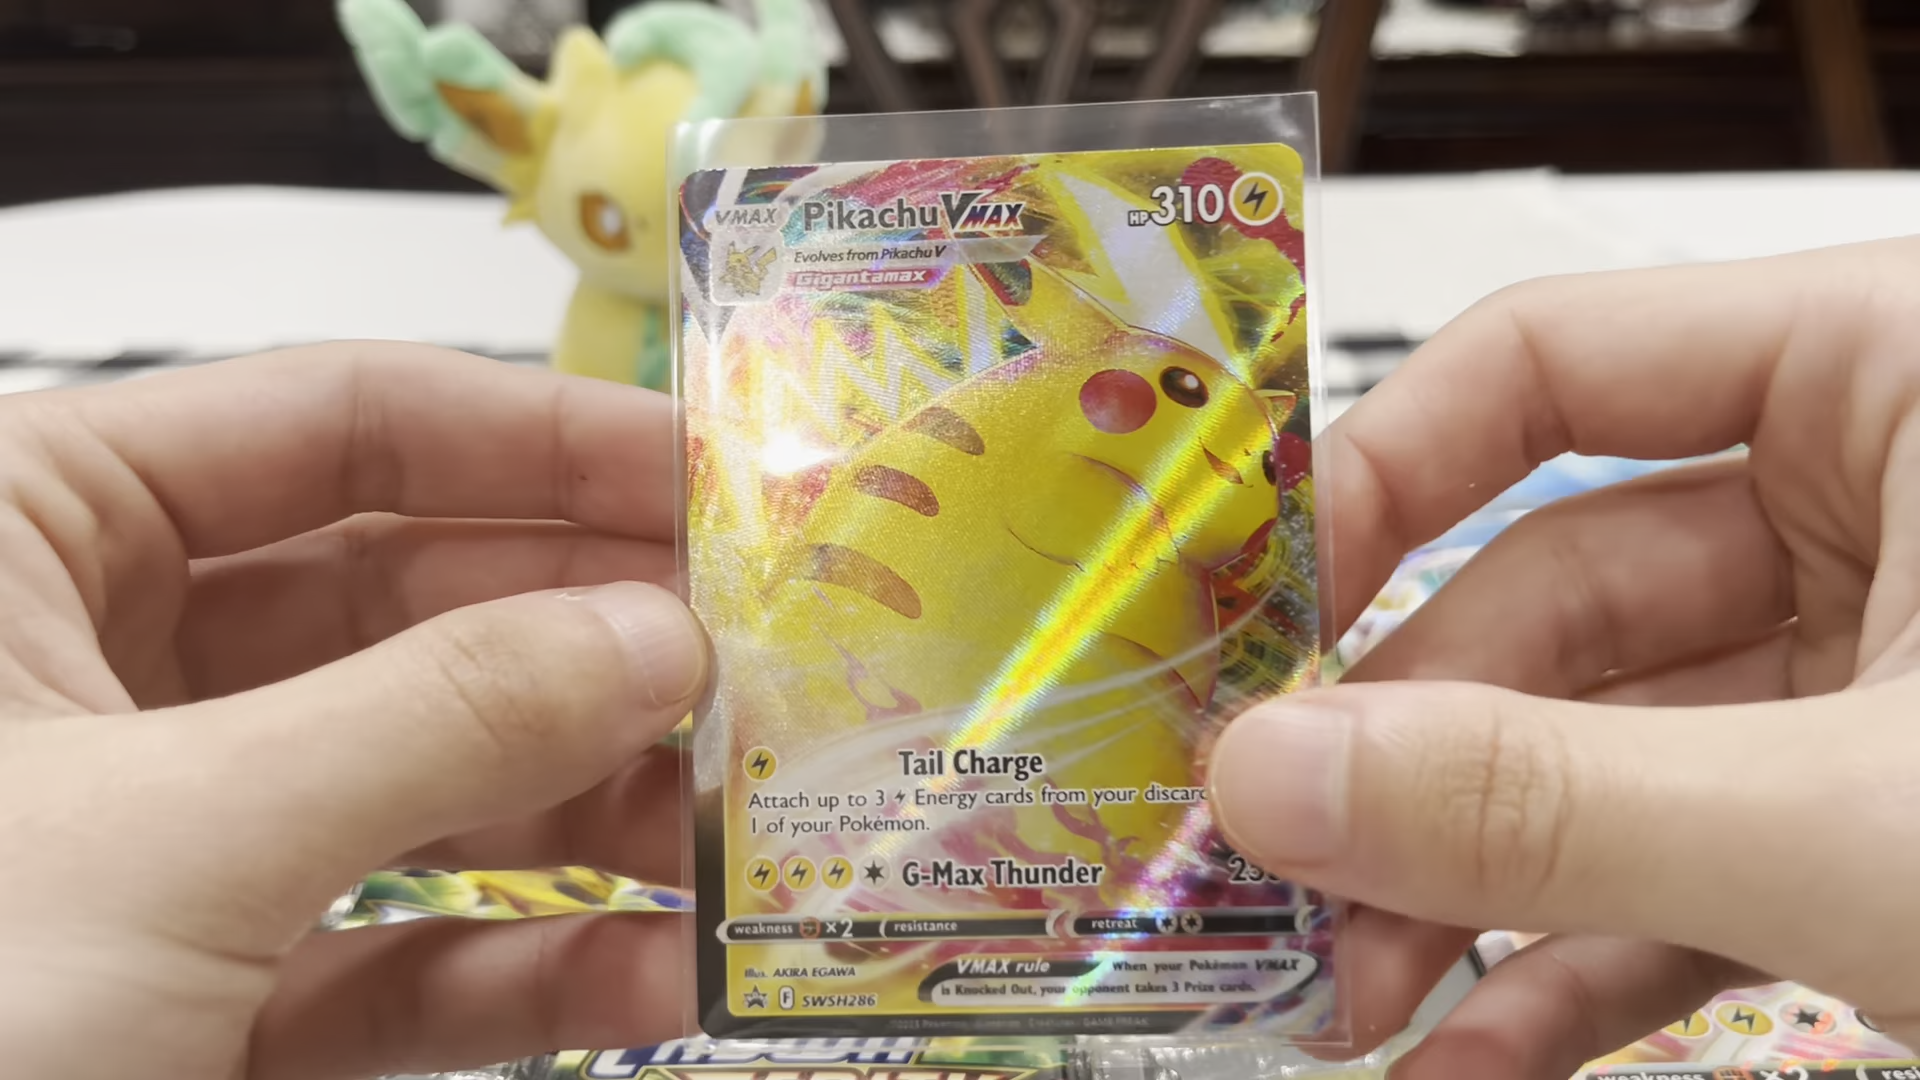 VMAX Pikachu VMAX HP 310
Evolves from Pikachu V
Gigantamax
Tail Charge
Attach up to 3 Energy cards from your discard
1 of your Pokémon.
G-Max Thunder
weakness ×2 resistance retreat
Illus. AKIRA EGAWA
VMAX rule When your Pokémon VMAX
is Knocked Out, your opponent takes 3 Prize cards.
F SWSH286
weakness ×2